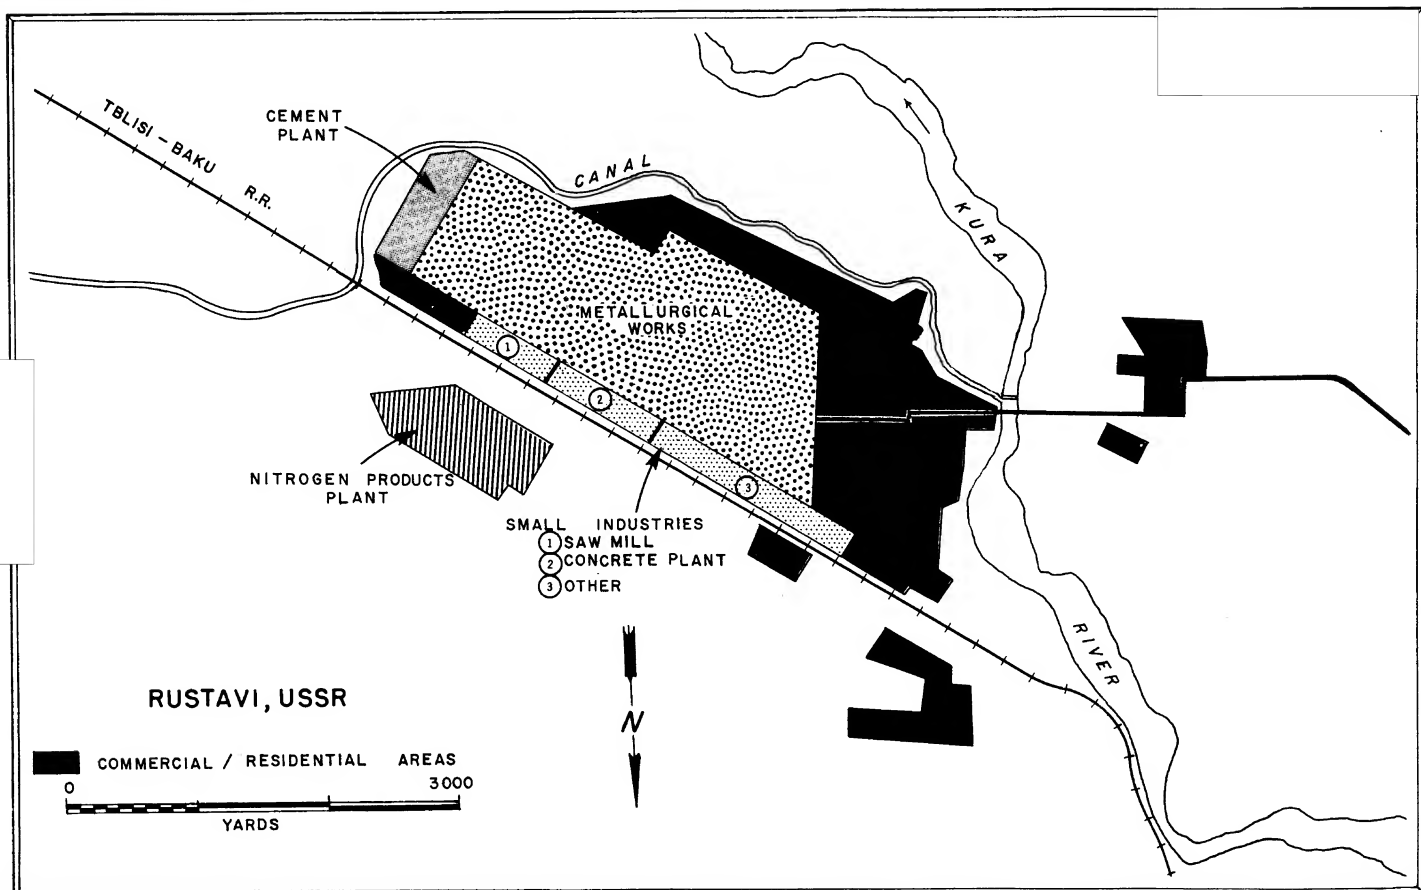 TBLISI – BAKU R.R.
CEMENT
PLANT
CANAL
KURA
METALLURGICAL
WORKS
1
2
3
NITROGEN PRODUCTS
PLANT
SMALL INDUSTRIES
1 SAW MILL
2 CONCRETE PLANT
3 OTHER
RIVER
N
RUSTAVI, USSR
COMMERCIAL / RESIDENTIAL AREAS
0 3000
YARDS